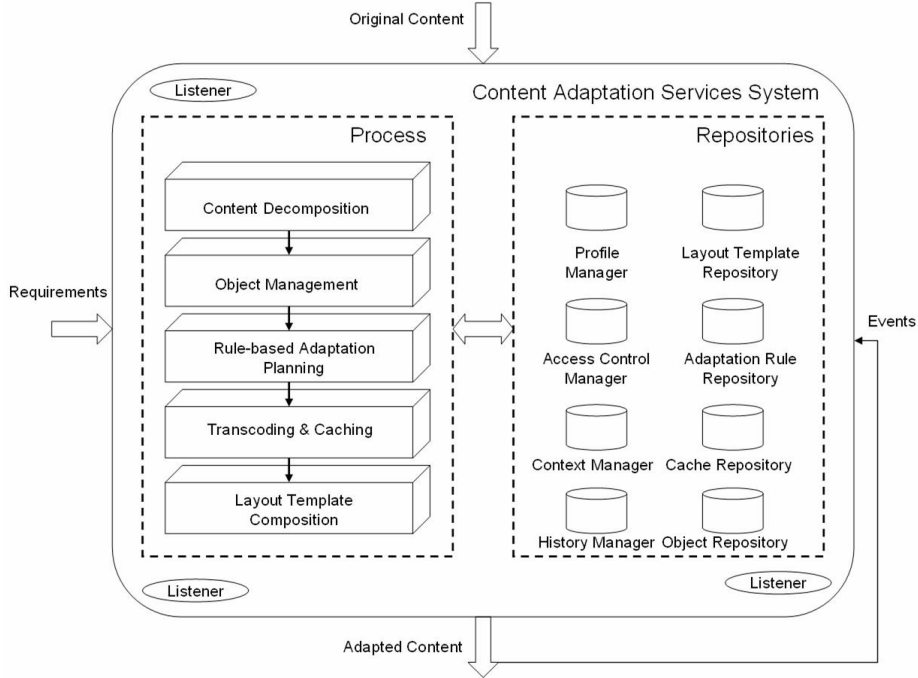 Original Content
Listener
Content Adaptation Services System
Process
Repositories
Content Decomposition
Object Management
Rule-based Adaptation
Planning
Transcoding & Caching
Layout Template
Composition
Profile
Manager
Layout Template
Repository
Access Control
Manager
Adaptation Rule
Repository
Context Manager
Cache Repository
History Manager
Object Repository
Requirements
Events
Listener
Listener
Adapted Content